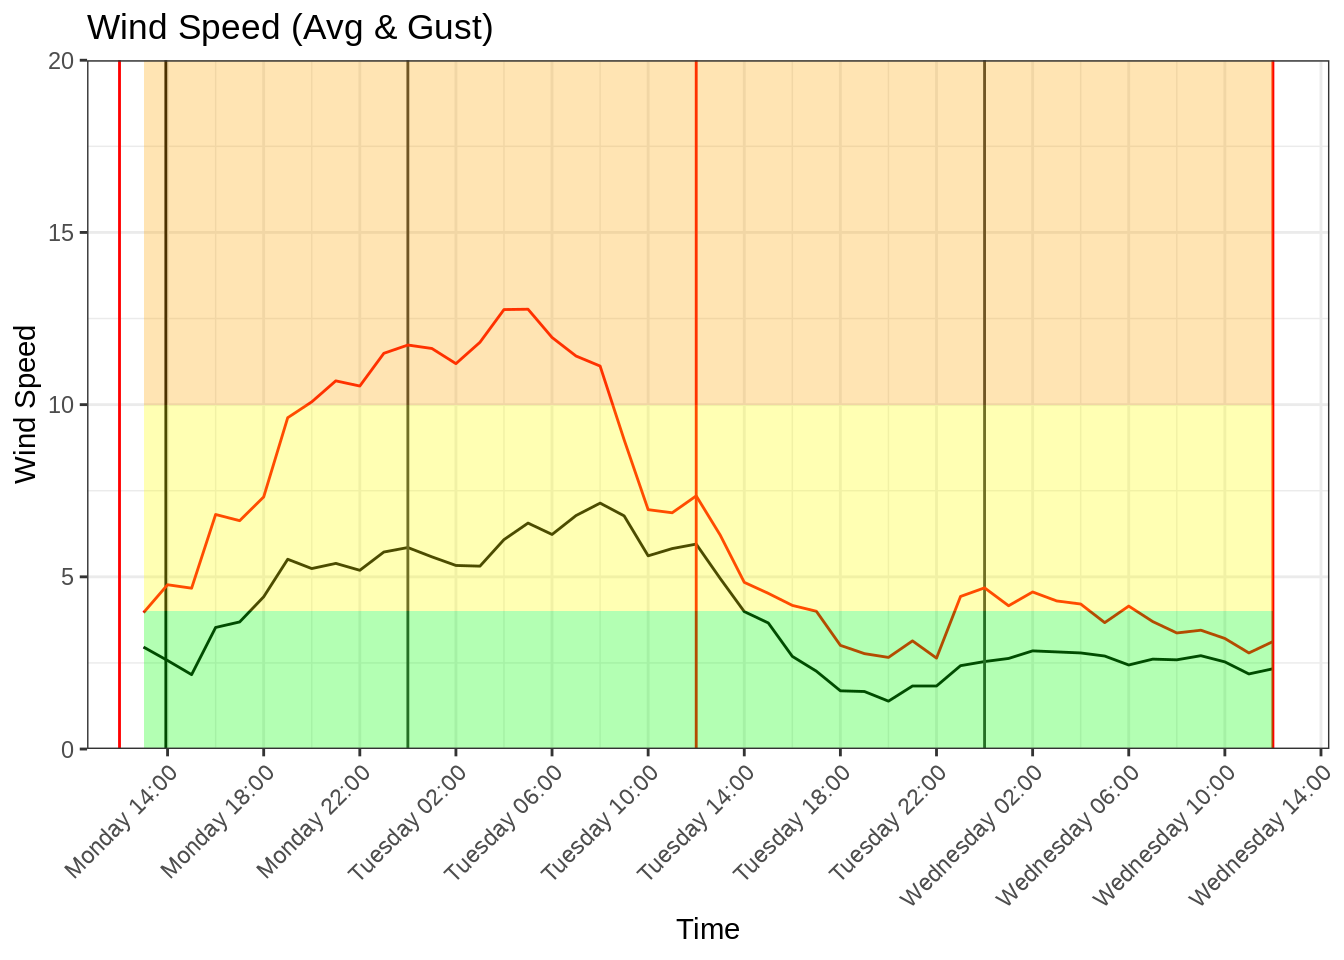 Wind Speed (Avg & Gust)
20
15
10
5
0
Wind Speed
Monday 14:00
Monday 18:00
Monday 22:00
Tuesday 02:00
Tuesday 06:00
Tuesday 10:00
Tuesday 14:00
Tuesday 18:00
Tuesday 22:00
Wednesday 02:00
Wednesday 06:00
Wednesday 10:00
Wednesday 14:00
Time